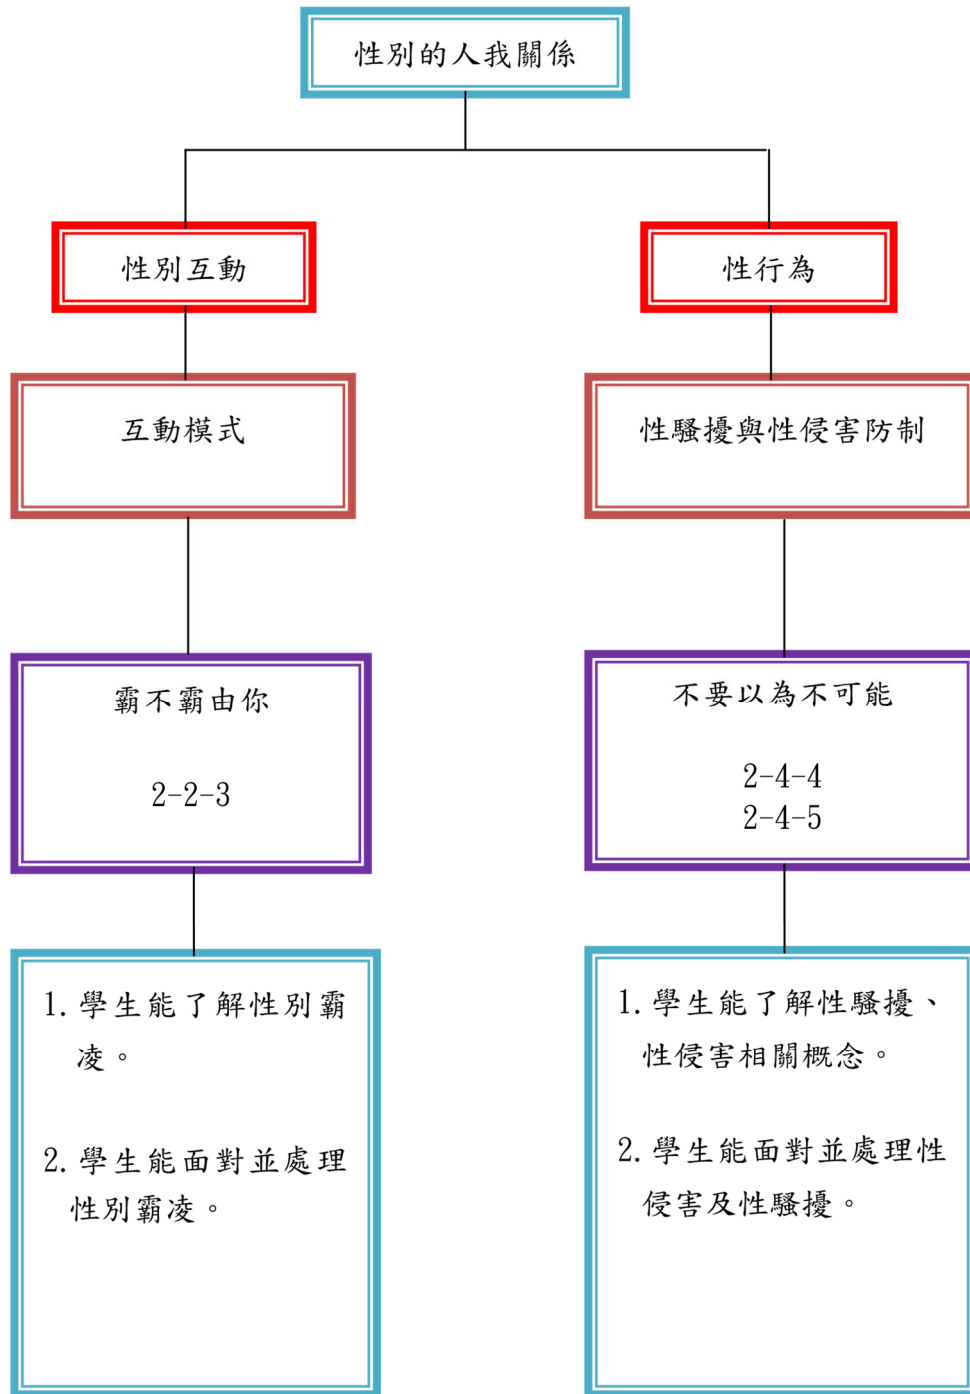 性別的人我關係
性別互動
性行為
互動模式
性騷擾與性侵害防制
霸不霸由你
2-2-3
不要以為不可能
2-4-4
2-4-5
1. 學生能了解性別霸
凌。
2. 學生能面對並處理
性別霸凌。
1. 學生能了解性騷擾、
性侵害相關概念。
2. 學生能面對並處理性
侵害及性騷擾。